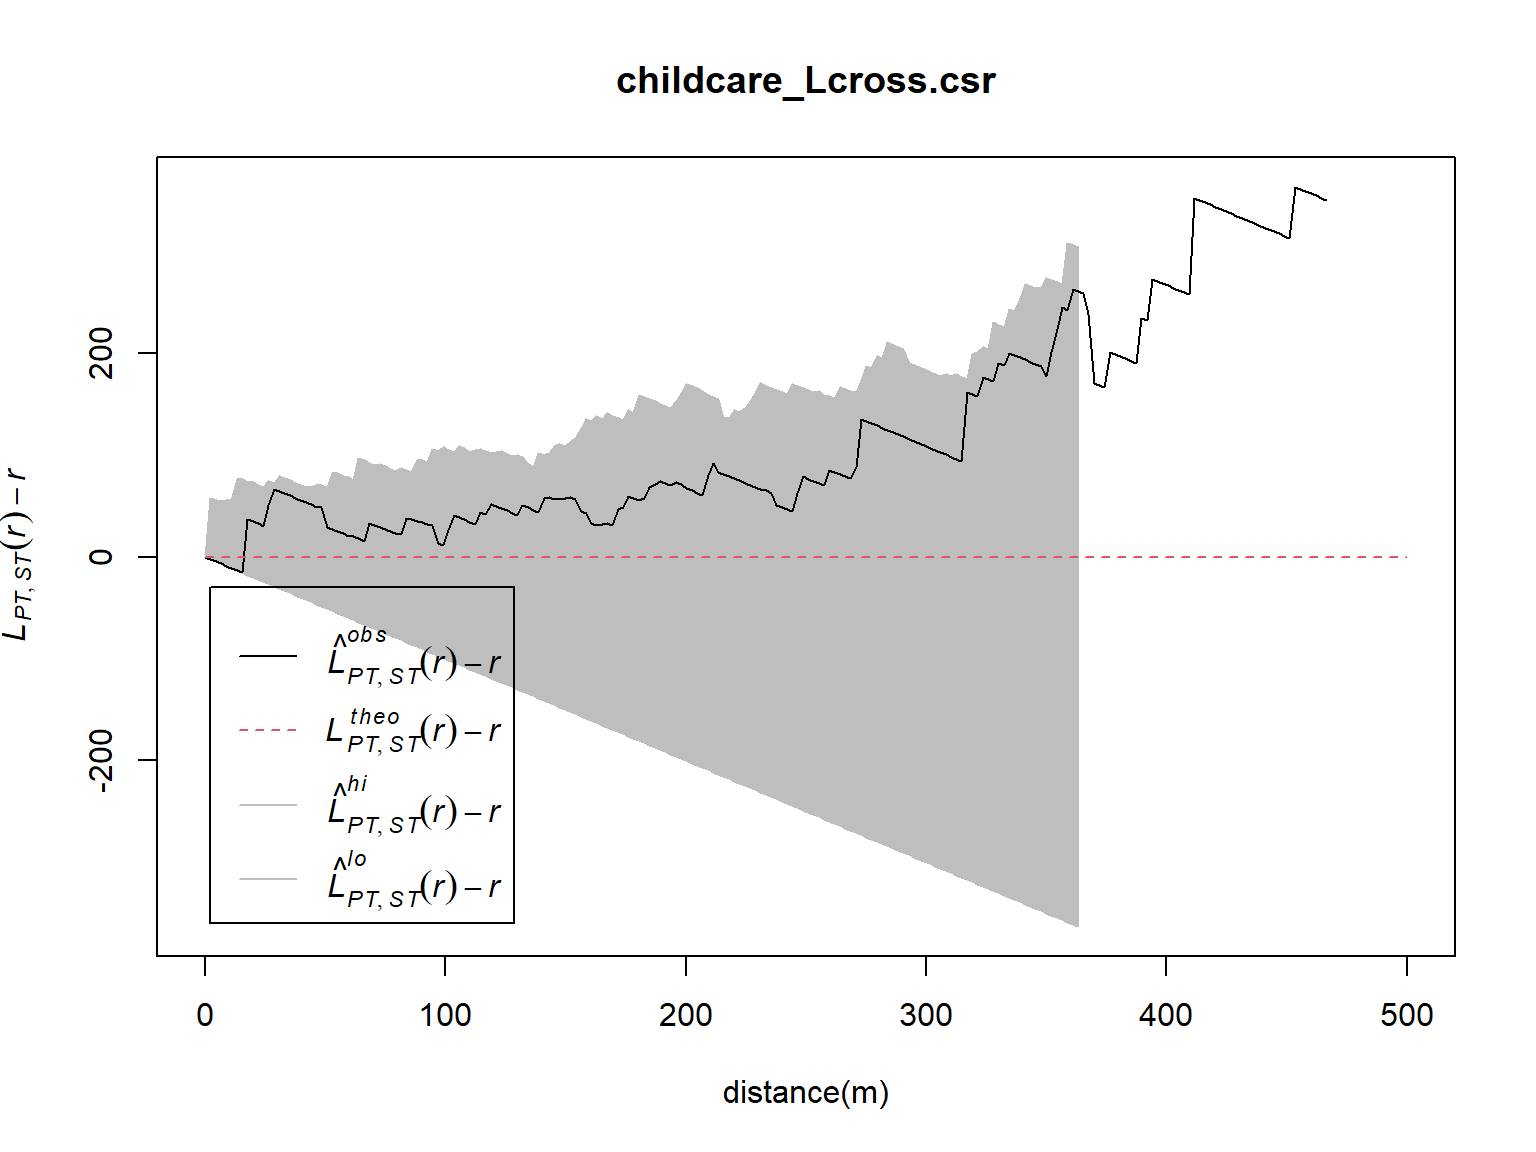 childcare_Lcross.csr
L_{PT, ST}(r) − r
200
0
-200
L̂^{obs}_{PT, ST}(r) − r
L^{theo}_{PT, ST}(r) − r
L̂^{hi}_{PT, ST}(r) − r
L̂^{lo}_{PT, ST}(r) − r
0 100 200 300 400 500
distance(m)